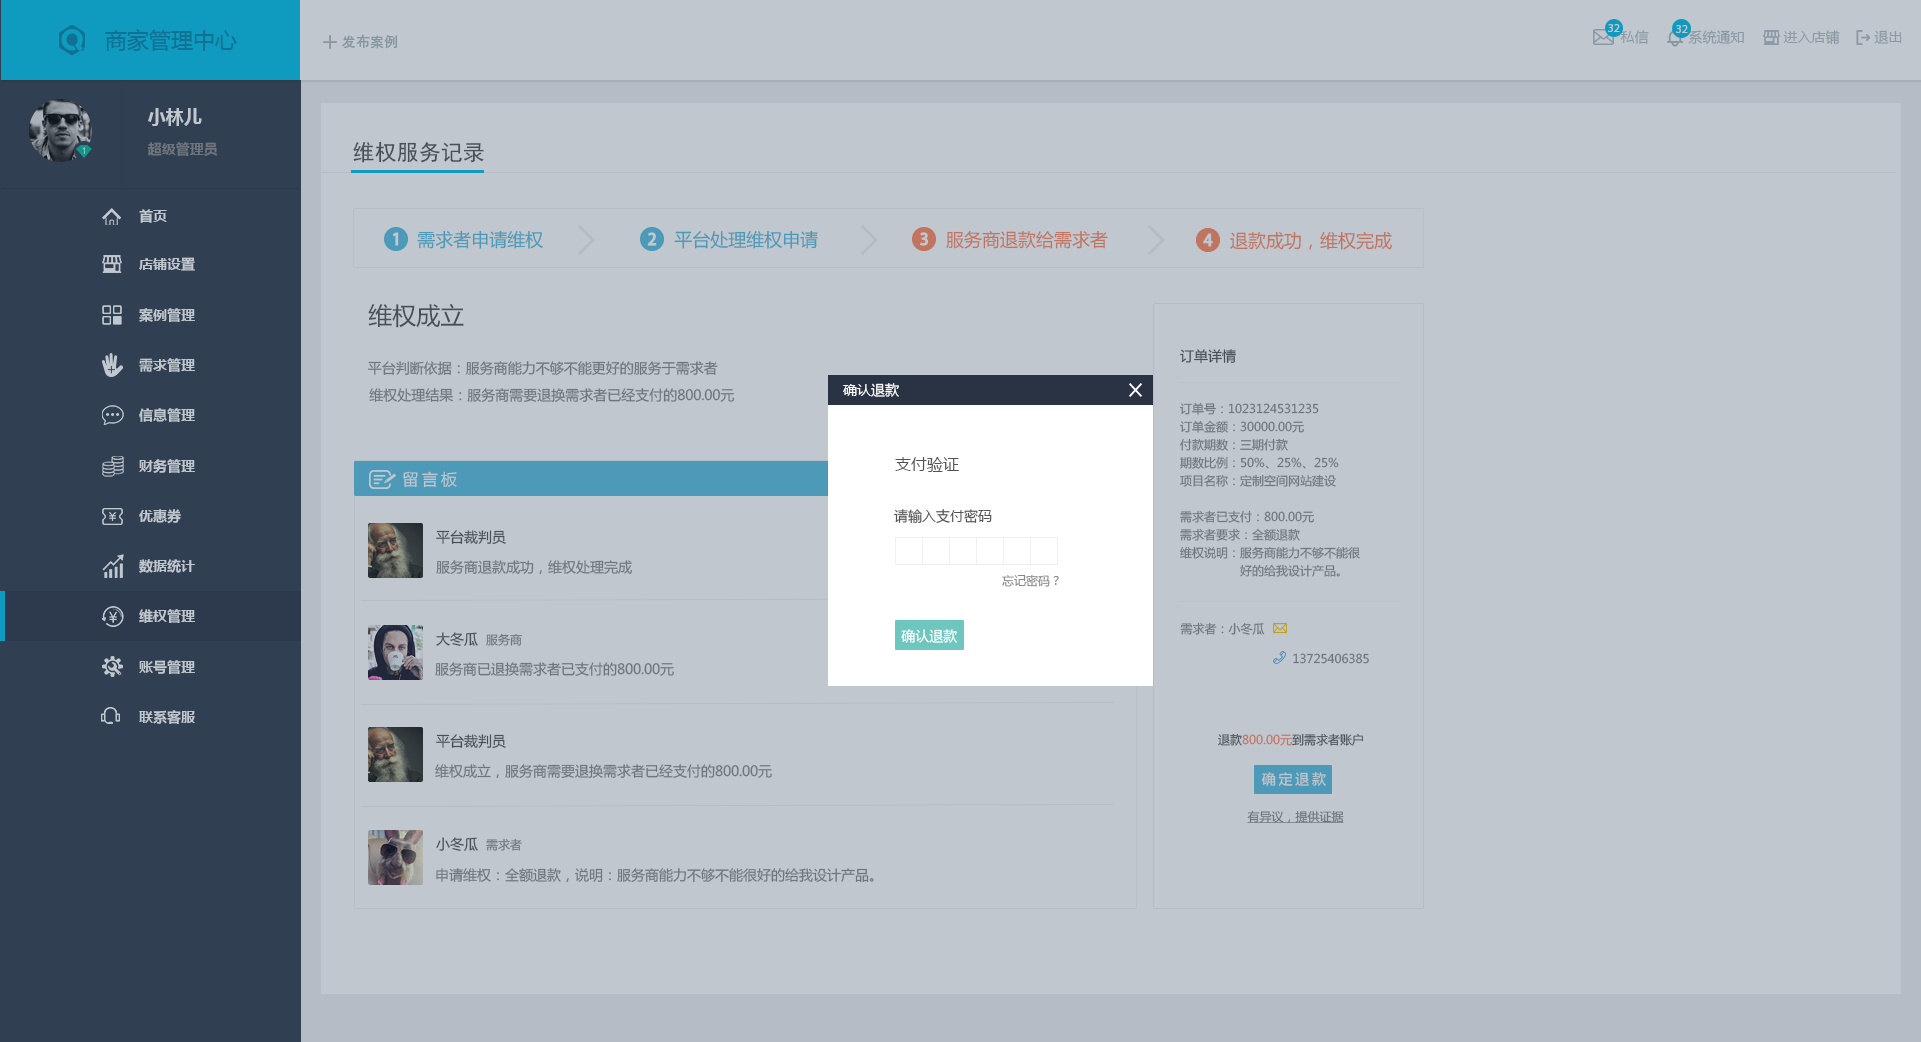 商家管理中心
发布案例
32
私信
32
系统通知
进入店铺
退出
小林儿
超级管理员
1
首页
店铺设置
案例管理
需求管理
信息管理
财务管理
优惠券
数据统计
维权管理
账号管理
联系客服
维权服务记录
1 需求者申请维权
2 平台处理维权申请
3 服务商退款给需求者
4 退款成功，维权完成
维权成立
平台判断依据：服务商能力不够不能更好的服务于需求者
维权处理结果：服务商需要退换需求者已经支付的800.00元
留言板
平台裁判员
服务商退款成功，维权处理完成
大冬瓜 服务商
服务商已退换需求者已支付的800.00元
平台裁判员
维权成立，服务商需要退换需求者已经支付的800.00元
小冬瓜 需求者
申请维权：全额退款，说明：服务商能力不够不能很好的给我设计产品。
确认退款
支付验证
请输入支付密码
忘记密码？
确认退款
订单详情
订单号：1023124531235
订单金额：30000.00元
付款期数：三期付款
期数比例：50%、25%、25%
项目名称：定制空间网站建设
需求者已支付：800.00元
需求者要求：全额退款
维权说明：服务商能力不够不能很
好的给我设计产品。
需求者：小冬瓜
13725406385
退款800.00元到需求者账户
确定退款
有异议，提供证据